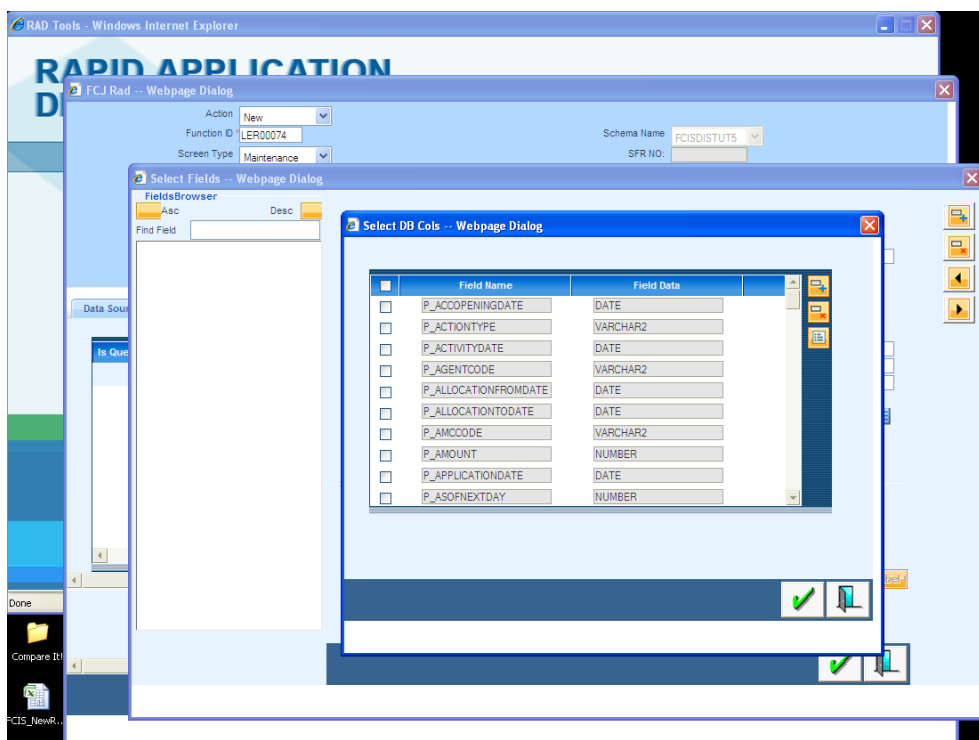 RAD Tools - Windows Internet Explorer
RAPID APPLICATION
FCJ Rad -- Webpage Dialog
Action New
Function ID *LER00074
Schema Name FCISDISTUT5
Screen Type Maintenance
SFR NO:
Select Fields -- Webpage Dialog
FieldsBrowser
Asc Desc
Find Field
Select DB Cols -- Webpage Dialog
Field Name Field Data
P_ACCOPENINGDATE DATE
P_ACTIONTYPE VARCHAR2
P_ACTIVITYDATE DATE
P_AGENTCODE VARCHAR2
P_ALLOCATIONFROMDATE DATE
P_ALLOCATIONTODATE DATE
P_AMCCODE VARCHAR2
P_AMOUNT NUMBER
P_APPLICATIONDATE DATE
P_ASOFNEXTDAY NUMBER
Data Sour
Is Que
Done
Compare It!
FCIS_NewR...